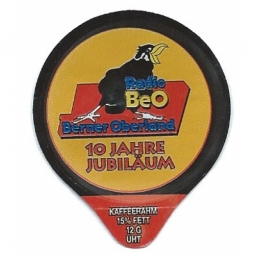 Radio
BeO
Berner Oberland
10 JAHRE
JUBILÄUM
KAFFEERAHM
15% FETT
12 G
UHT